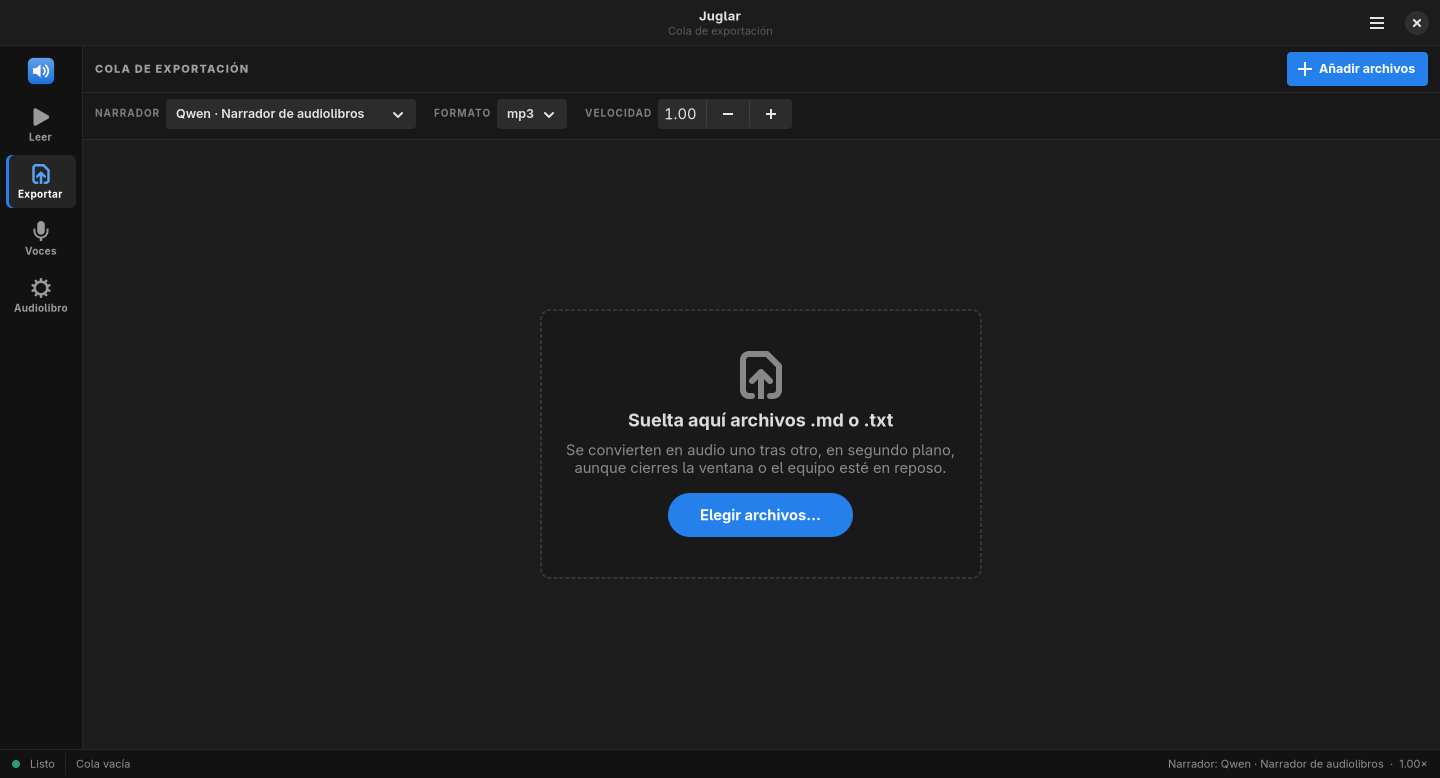 Juglar
Cola de exportación
COLA DE EXPORTACIÓN
Añadir archivos
NARRADOR
Qwen · Narrador de audiolibros
FORMATO
mp3
VELOCIDAD
1.00
Leer
Exportar
Voces
Audiolibro
Suelta aquí archivos .md o .txt
Se convierten en audio uno tras otro, en segundo plano,
aunque cierres la ventana o el equipo esté en reposo.
Elegir archivos...
Listo
Cola vacía
Narrador: Qwen · Narrador de audiolibros · 1.00×